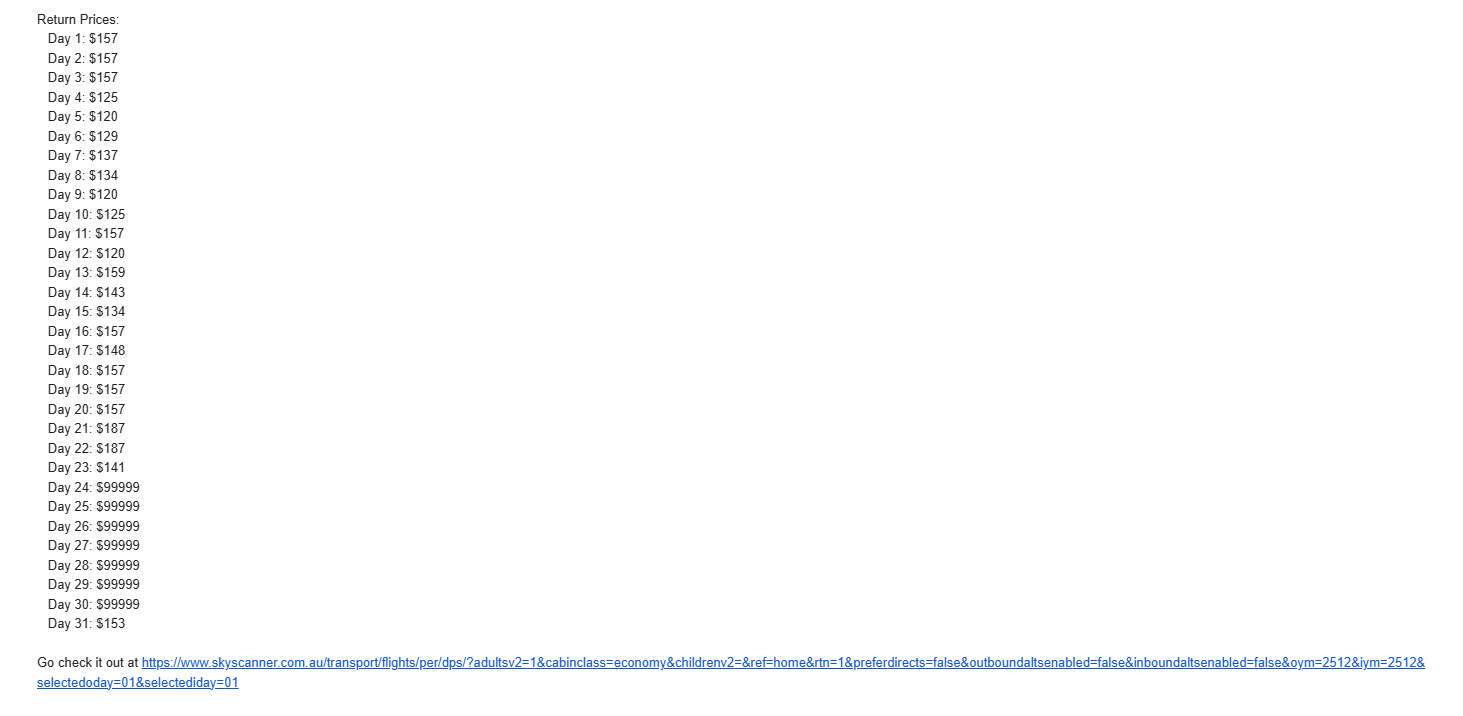 Return Prices:
Day 1: $157
Day 2: $157
Day 3: $157
Day 4: $125
Day 5: $120
Day 6: $129
Day 7: $137
Day 8: $134
Day 9: $120
Day 10: $125
Day 11: $157
Day 12: $120
Day 13: $159
Day 14: $143
Day 15: $134
Day 16: $157
Day 17: $148
Day 18: $157
Day 19: $157
Day 20: $157
Day 21: $187
Day 22: $187
Day 23: $141
Day 24: $99999
Day 25: $99999
Day 26: $99999
Day 27: $99999
Day 28: $99999
Day 29: $99999
Day 30: $99999
Day 31: $153
Go check it out at https://www.skyscanner.com.au/transport/flights/per/dps/?adultsv2=1&cabinclass=economy&childrenv2=&ref=home&rtn=1&preferdirects=false&outboundaltsenabled=false&inboundaltsenabled=false&oym=2512&iym=2512&
selectedoday=01&selectediday=01